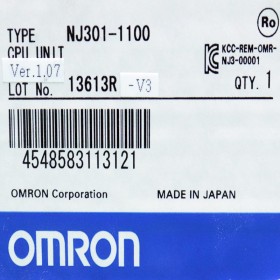 TYPE NJ301-1100
CPU UNIT
Ver.1.07
LOT No. 13613R -V3
Ro
KCC-REM-OMR-
NJ3-00001
QTY. 1
4548583113121
OMRON Corporation MADE IN JAPAN
OMRON